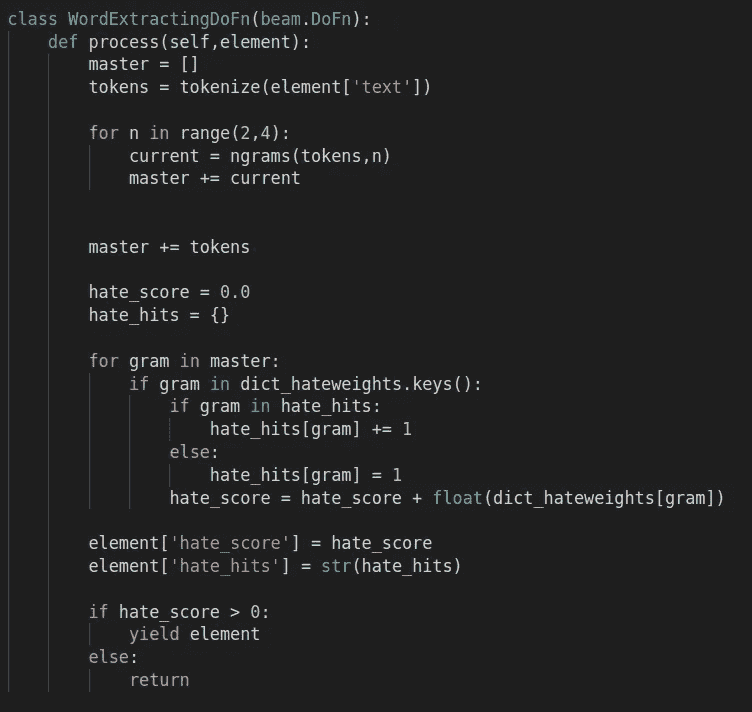 class WordExtractingDoFn(beam.DoFn):
    def process(self,element):
        master = []
        tokens = tokenize(element['text'])

        for n in range(2,4):
            current = ngrams(tokens,n)
            master += current


        master += tokens

        hate_score = 0.0
        hate_hits = {}

        for gram in master:
            if gram in dict_hateweights.keys():
                if gram in hate_hits:
                    hate_hits[gram] += 1
                else:
                    hate_hits[gram] = 1
                hate_score = hate_score + float(dict_hateweights[gram])

        element['hate_score'] = hate_score
        element['hate_hits'] = str(hate_hits)

        if hate_score > 0:
            yield element
        else:
            return